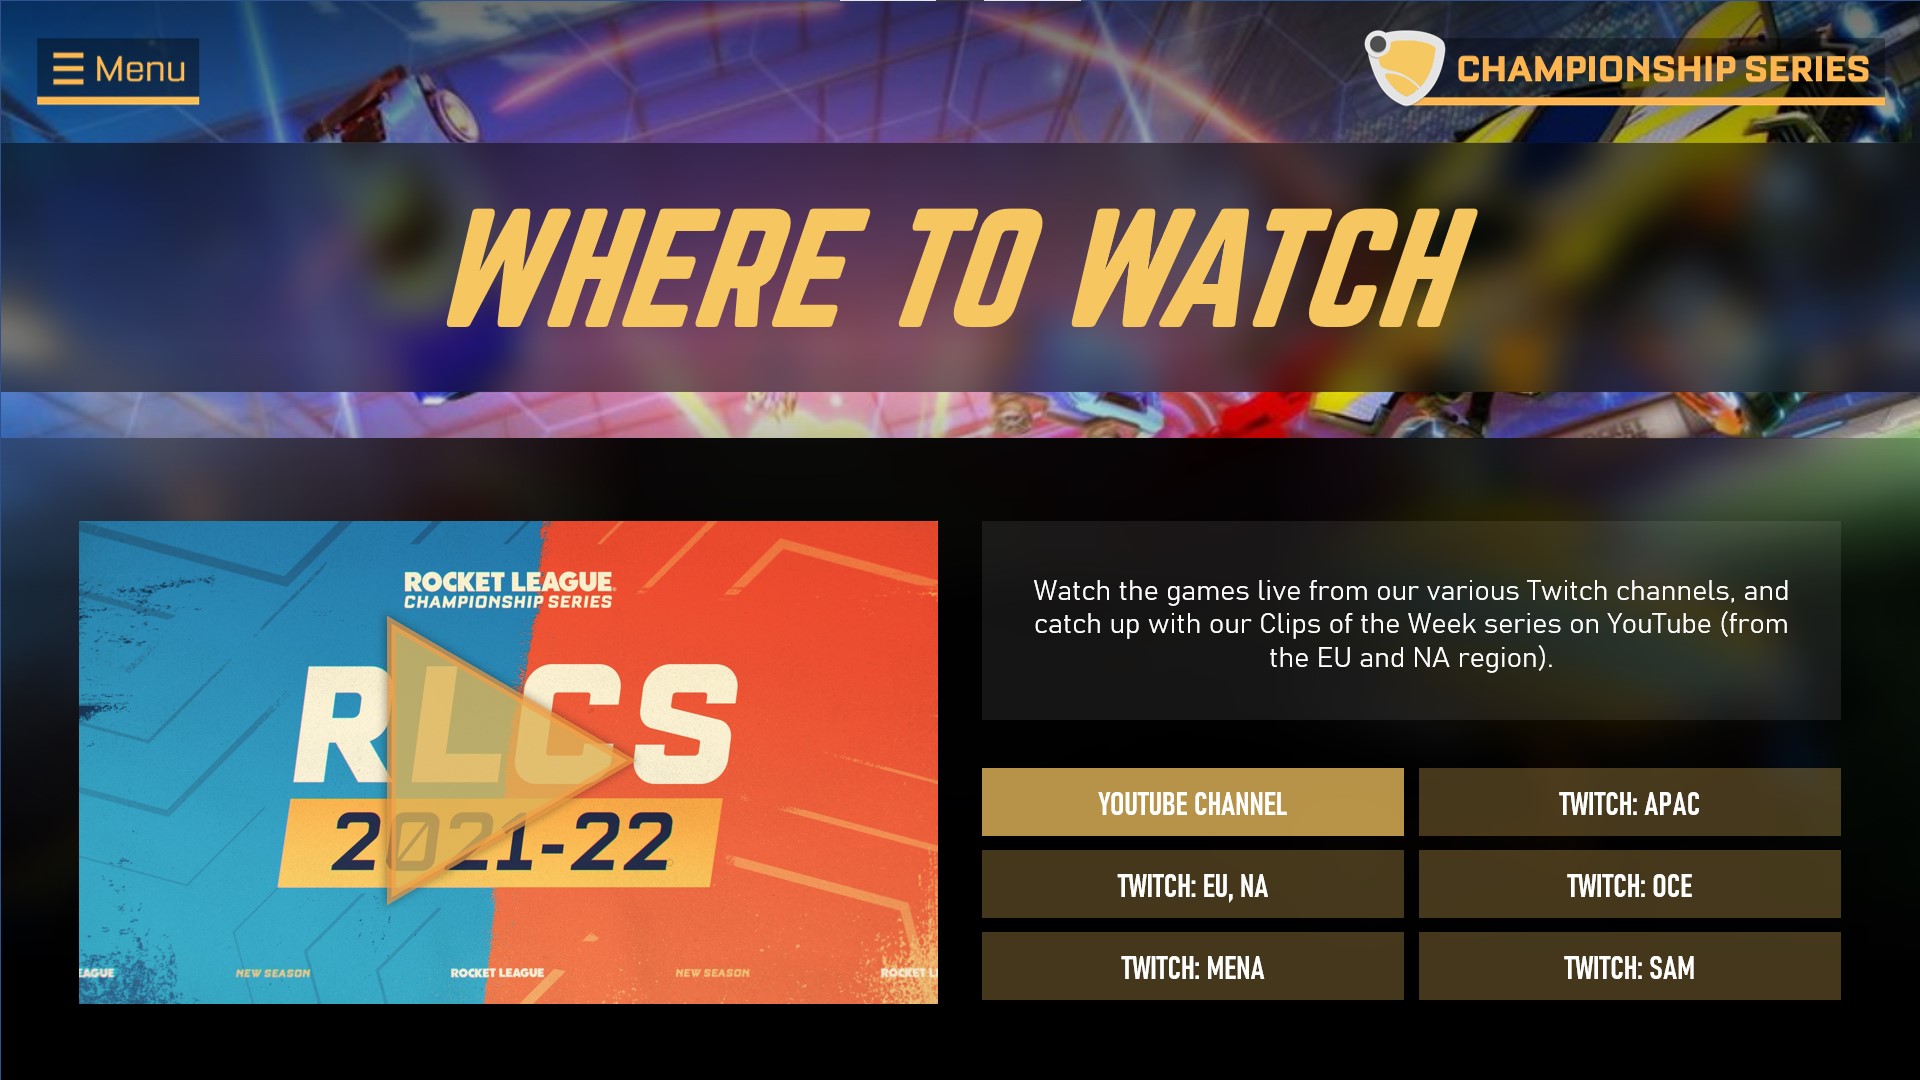 Menu
CHAMPIONSHIP SERIES
WHERE TO WATCH
ROCKET LEAGUE
CHAMPIONSHIP SERIES
RLCS
2021-22
NEW SEASON
ROCKET LEAGUE
NEW SEASON
Watch the games live from our various Twitch channels, and
catch up with our Clips of the Week series on YouTube (from
the EU and NA region).
YOUTUBE CHANNEL
TWITCH: APAC
TWITCH: EU, NA
TWITCH: OCE
TWITCH: MENA
TWITCH: SAM